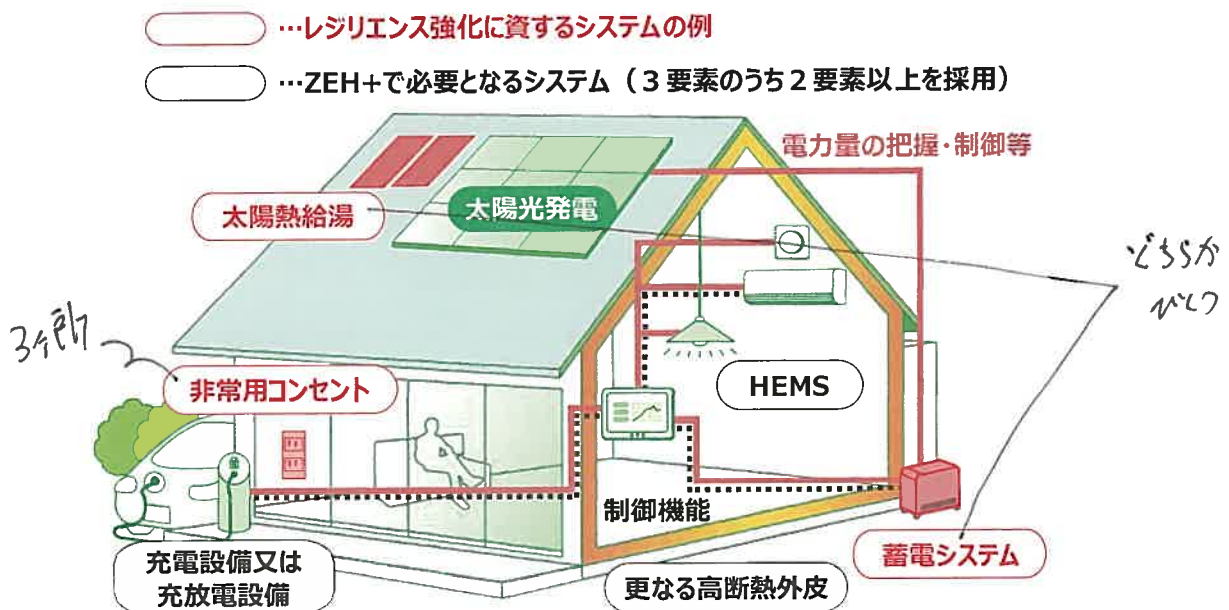 …レジリエンス強化に資するシステムの例
…ZEH+で必要となるシステム（3要素のうち2要素以上を採用）
電力量の把握・制御等
太陽熱給湯
太陽光発電
どちらか
3ヶ所
非常用コンセント
HEMS
制御機能
充電設備又は
充放電設備
更なる高断熱外皮
蓄電システム